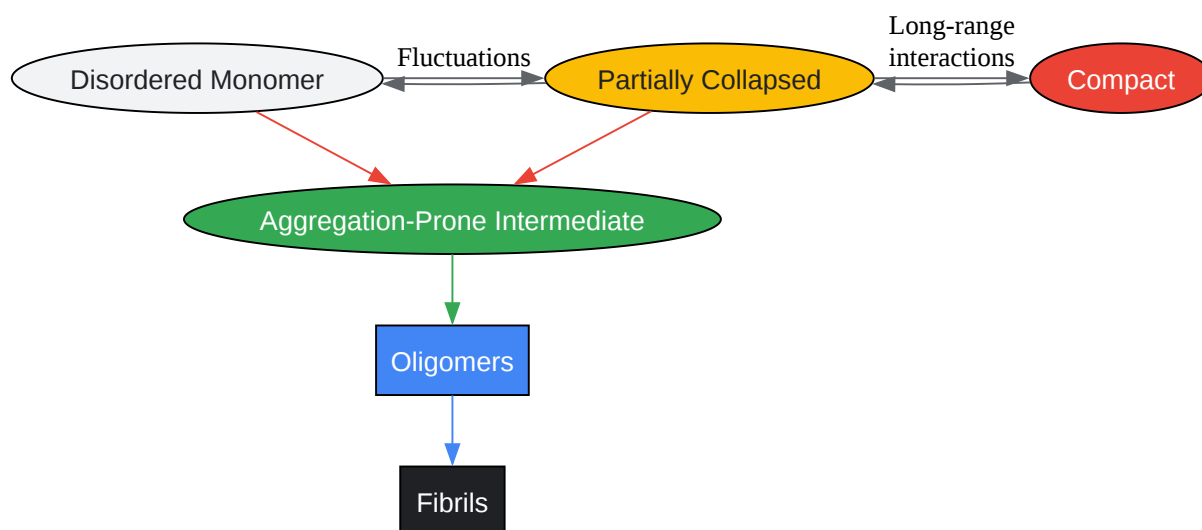 Long-range
Fluctuations
interactions
Disordered Monomer
Partially Collapsed
Compact
Aggregation-Prone Intermediate
Oligomers
Fibrils